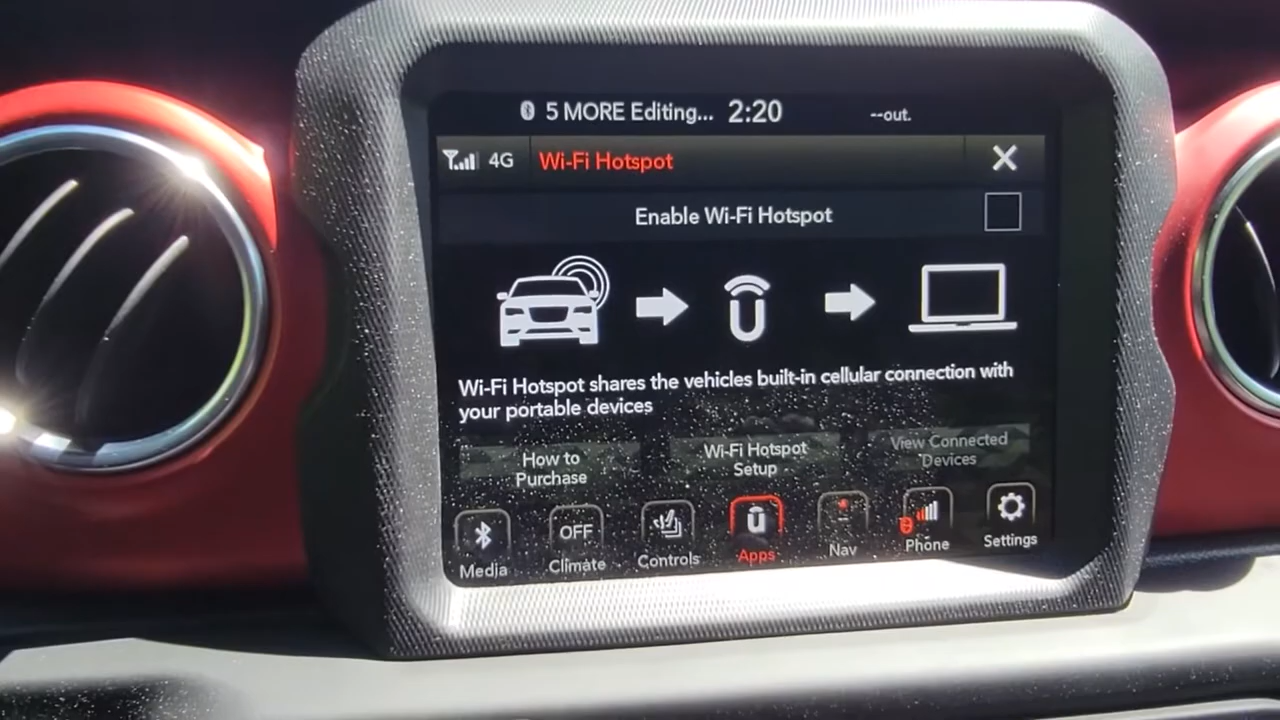 5 MORE Editing... 2:20 --out.
4G Wi-Fi Hotspot
Enable Wi-Fi Hotspot
Wi-Fi Hotspot shares the vehicles built-in cellular connection with
your portable devices
How to
Purchase
Wi-Fi Hotspot
Setup
View Connected
Devices
OFF
Media
Climate
Controls
Apps
Nav
Phone
Settings